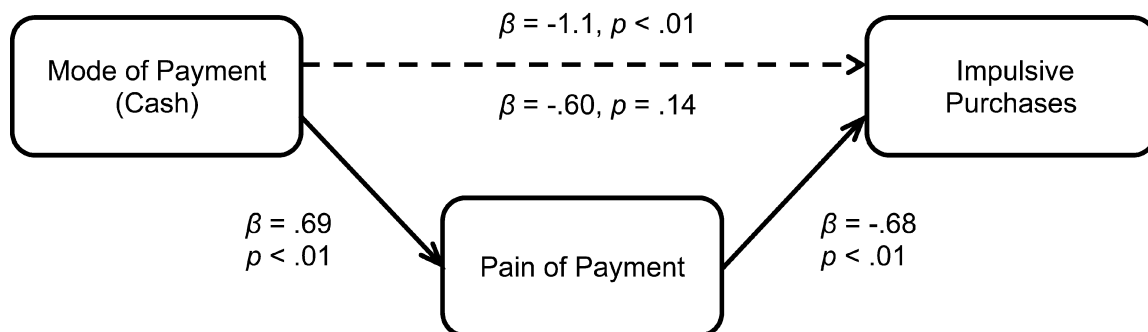 β = -1.1, p < .01
Mode of Payment
(Cash)
Impulsive
Purchases
β = -.60, p = .14
β = .69
p < .01
Pain of Payment
β = -.68
p < .01